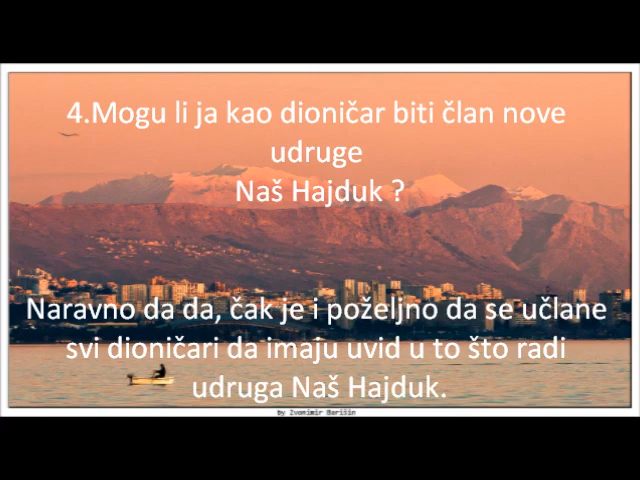 4.Mogu li ja kao dioničar biti član nove
udruge
Naš Hajduk ?
Naravno da da, čak je i poželjno da se učlane
svi dioničari da imaju uvid u to što radi
udruga Naš Hajduk.
by Zvonimir Barišin